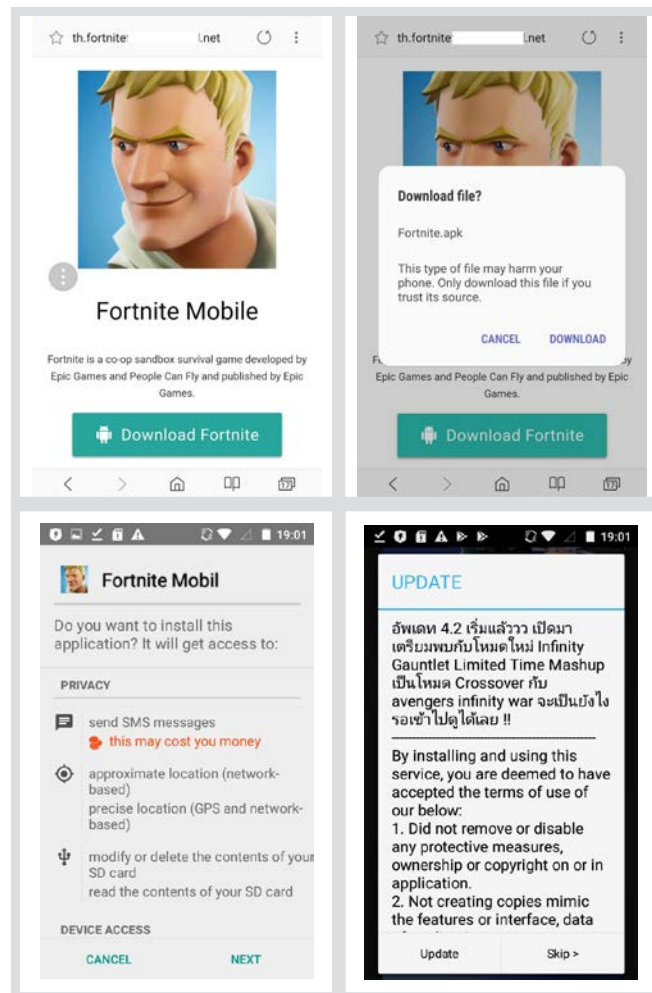 th.fortnite .net
Fortnite Mobile
Fortnite is a co-op sandbox survival game developed by
Epic Games and People Can Fly and published by Epic
Games.
Download Fortnite
17
th.fortnite .net
Download file?
Fortnite.apk
This type of file may harm your
phone. Only download this file if you
trust its source.
CANCEL DOWNLOAD
Epic Games and People Can Fly and published by Epic
Games.
Download Fortnite
17
19:01
Fortnite Mobil
Do you want to install this
application? It will get access to:
PRIVACY
send SMS messages
this may cost you money
approximate location (network-
based)
precise location (GPS and network-
based)
modify or delete the contents of your
SD card
read the contents of your SD card
DEVICE ACCESS
CANCEL NEXT
19:01
UPDATE
อัพเดท 4.2 เริ่มแล้ววว เปิดมา
เตรียมพบกับโหมดใหม่ Infinity
Gauntlet Limited Time Mashup
เป็นโหมด Crossover กับ
avengers infinity war จะเป็นยังไง
รอเข้าไปดูได้เลย !!
By installing and using this
service, you are deemed to have
accepted the terms of use of
our below:
1. Did not remove or disable
any protective measures,
ownership or copyright on or in
application.
2. Not creating copies mimic
the features or interface, data
Update Skip >